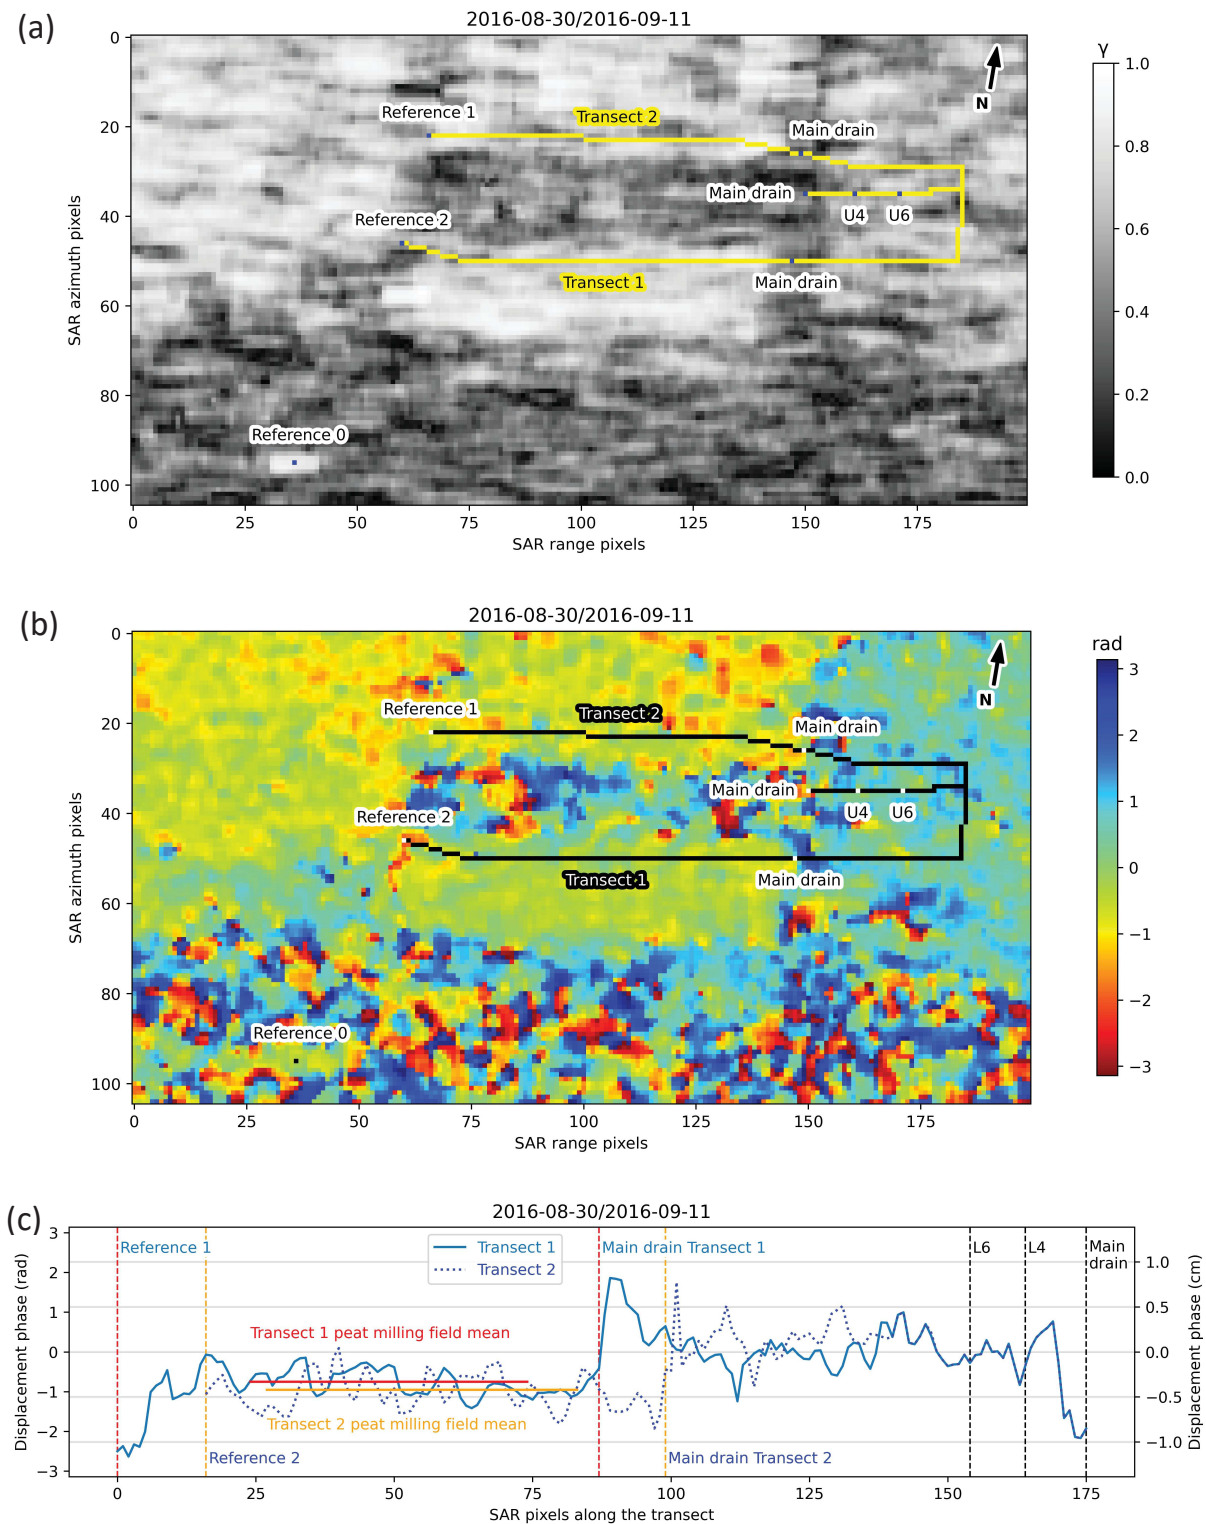 (a)
2016-08-30/2016-09-11
γ
0
20
40
60
80
100
SAR azimuth pixels
Reference 1
Transect 2
Main drain
N
Main drain
U4
U6
Reference 2
Transect 1
Main drain
Reference 0
1.0
0.8
0.6
0.4
0.2
0.0
0 25 50 75 100 125 150 175
SAR range pixels
(b)
2016-08-30/2016-09-11
rad
0
20
40
60
80
100
SAR azimuth pixels
Reference 1
Transect 2
Main drain
N
Main drain
U4
U6
Reference 2
Transect 1
Main drain
Reference 0
3
2
1
0
−1
−2
−3
0 25 50 75 100 125 150 175
SAR range pixels
(c)
2016-08-30/2016-09-11
Displacement phase (rad)
3
2
1
0
−1
−2
−3
Reference 1
Transect 1
Transect 2
Main drain Transect 1
L6
L4
Main
drain
Transect 1 peat milling field mean
Transect 2 peat milling field mean
Reference 2
Main drain Transect 2
1.0
0.5
0.0
−0.5
−1.0
Displacement phase (cm)
0 25 50 75 100 125 150 175
SAR pixels along the transect